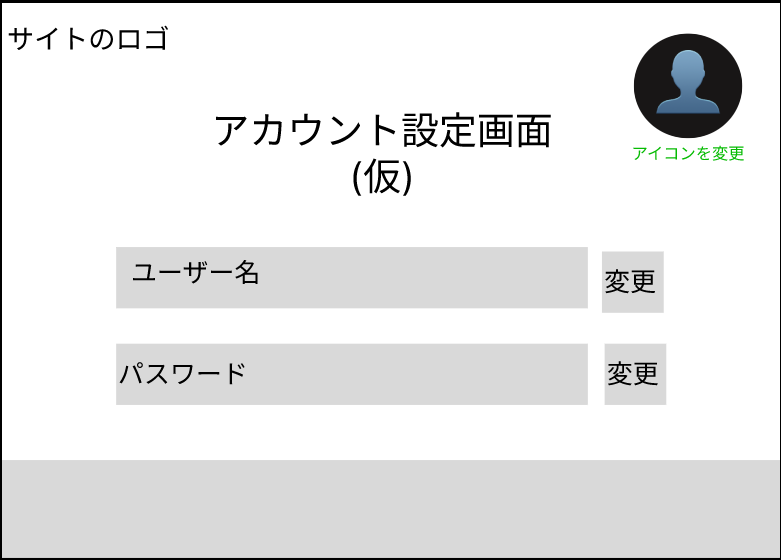 サイトのロゴ
アカウント設定画面
(仮)
アイコンを変更
ユーザー名
変更
パスワード
変更